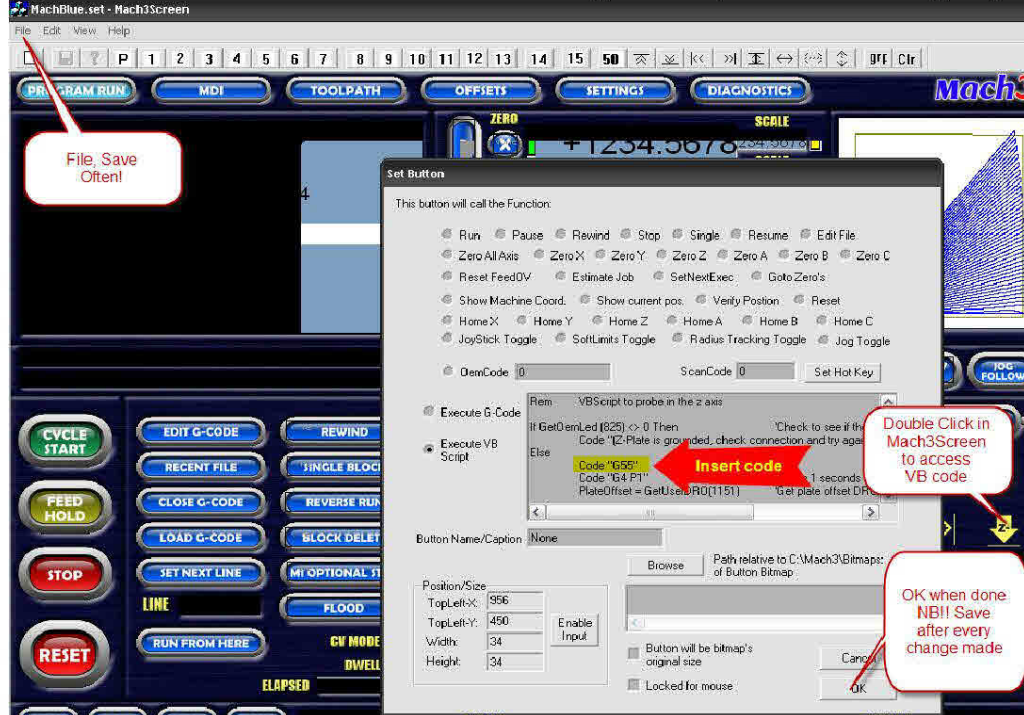 MachBlue.set - Mach3Screen
File Edit View Help
P 1 2 3 4 5 6 7 8 9 10 11 12 13 14 15 50 OFF Clr
PROGRAM RUN MDI TOOLPATH OFFSETS SETTINGS DIAGNOSTICS Mach3
ZERO SCALE
X +1234.5678
File, Save
Often!
4
Set Button
This button will call the Function:
Run Pause Rewind Stop Single Resume Edit File
Zero All Axis Zero X Zero Y Zero Z Zero A Zero B Zero C
Reset FeedOV Estimate Job SetNextExec Goto Zero's
Show Machine Coord. Show current pos. Verify Postion Reset
Home X Home Y Home Z Home A Home B Home C
JoyStick Toggle SoftLimits Toggle Radius Tracking Toggle Jog Toggle
OemCode 0 ScanCode 0 Set Hot Key
JOG
FOLLOW
Execute G-Code
Execute VB
Script
Rem VBScript to probe in the z axis
If GetOemLed (825) <> 0 Then 'Check to see if the
Code "(Z-Plate is grounded, check connection and try aga
Else
Code "G55"
Code "G4 P1" 1 seconds
PlateOffset = GetUserDRO(1151) 'Get plate offset DRO
Insert code
Double Click in
Mach3Screen
to access
VB code
Z-
Button Name/Caption None
Browse Path relative to C:\Mach3\Bitmaps:
of Button Bitmap
Position/Size
TopLeft-X: 956
TopLeft-Y: 450
Width: 34
Height: 34
Enable
Input
Button will be bitmap's
original size
Locked for mouse
Cancel
OK
OK when done
NB!! Save
after every
change made
CYCLE
START
FEED
HOLD
STOP
RESET
EDIT G-CODE REWIND
RECENT FILE SINGLE BLOC
CLOSE G-CODE REVERSE RUN
LOAD G-CODE BLOCK DELET
SET NEXT LINE M1 OPTIONAL ST
LINE FLOOD
RUN FROM HERE CV MODE
DWELL
ELAPSED